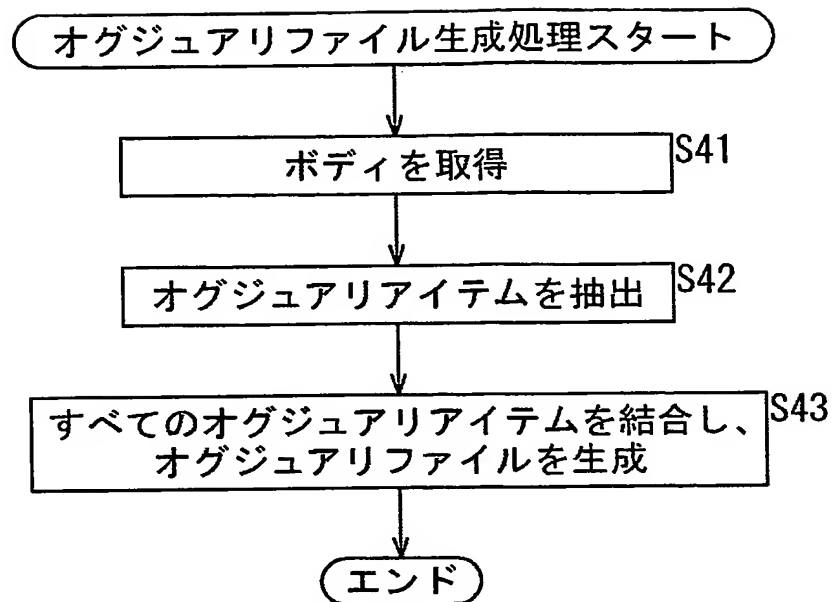 オグジュアリファイル生成処理スタート
ボディを取得
S41
オグジュアリアイテムを抽出
S42
すべてのオグジュアリアイテムを結合し、
オグジュアリファイルを生成
S43
エンド